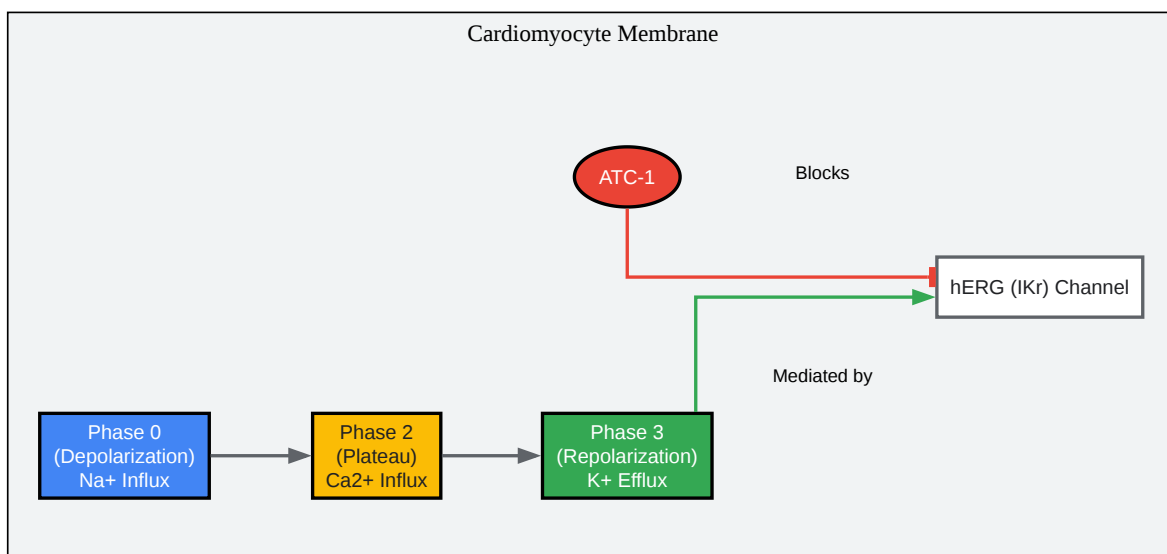 Cardiomyocyte Membrane
ATC-1
Blocks
hERG (IKr) Channel
Mediated by
Phase 0
(Depolarization)
Na+ Influx
Phase 2
(Plateau)
Ca2+ Influx
Phase 3
(Repolarization)
K+ Efflux